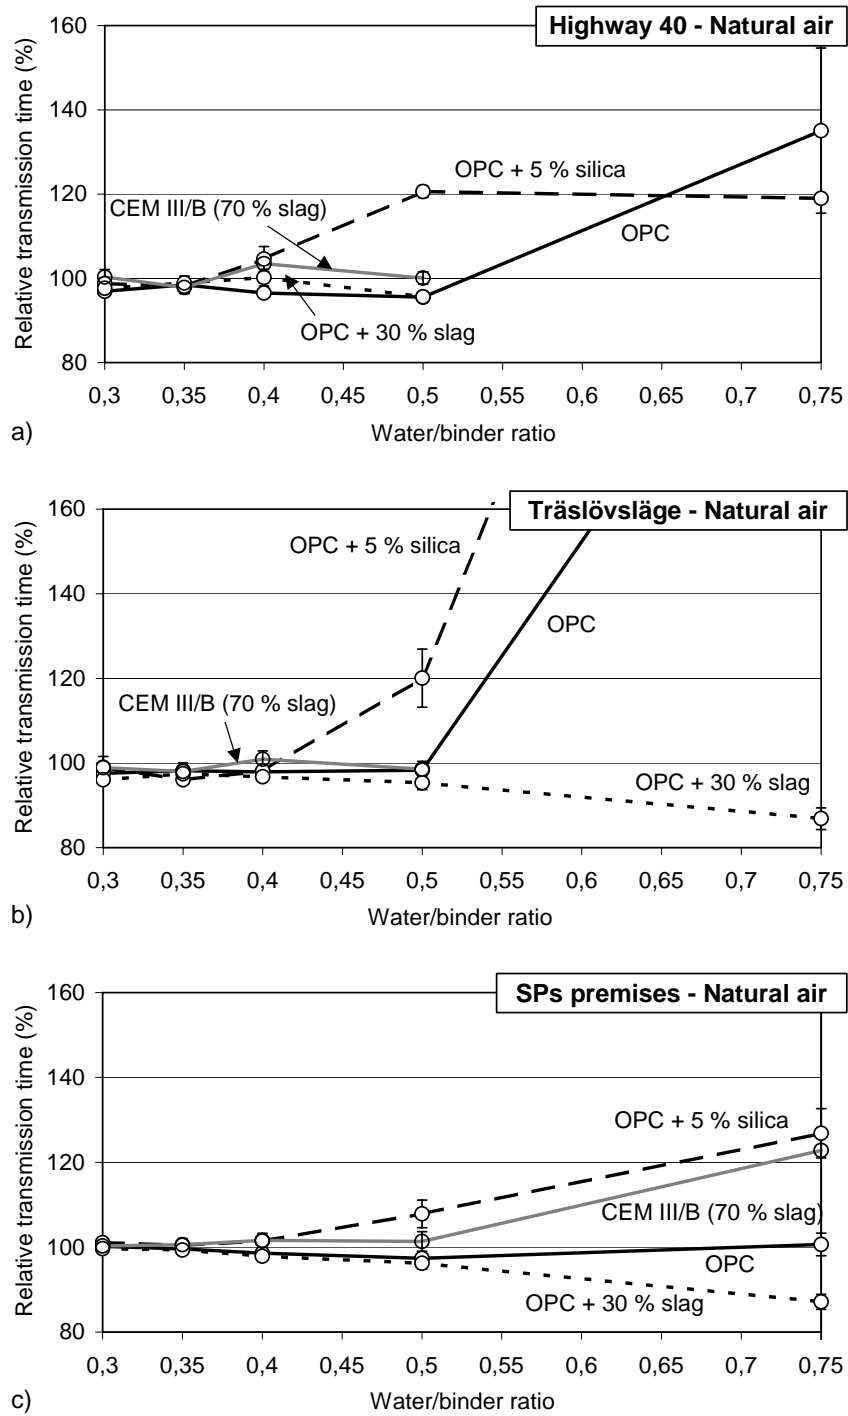 Highway 40 - Natural air
Relative transmission time (%)
160
140
120
100
80
OPC + 5 % silica
CEM III/B (70 % slag)
OPC
OPC + 30 % slag
0,3 0,35 0,4 0,45 0,5 0,55 0,6 0,65 0,7 0,75
Water/binder ratio
a)
Träslövsläge - Natural air
Relative transmission time (%)
160
140
120
100
80
OPC + 5 % silica
OPC
CEM III/B (70 % slag)
OPC + 30 % slag
0,3 0,35 0,4 0,45 0,5 0,55 0,6 0,65 0,7 0,75
Water/binder ratio
b)
SPs premises - Natural air
Relative transmission time (%)
160
140
120
100
80
OPC + 5 % silica
CEM III/B (70 % slag)
OPC
OPC + 30 % slag
0,3 0,35 0,4 0,45 0,5 0,55 0,6 0,65 0,7 0,75
Water/binder ratio
c)